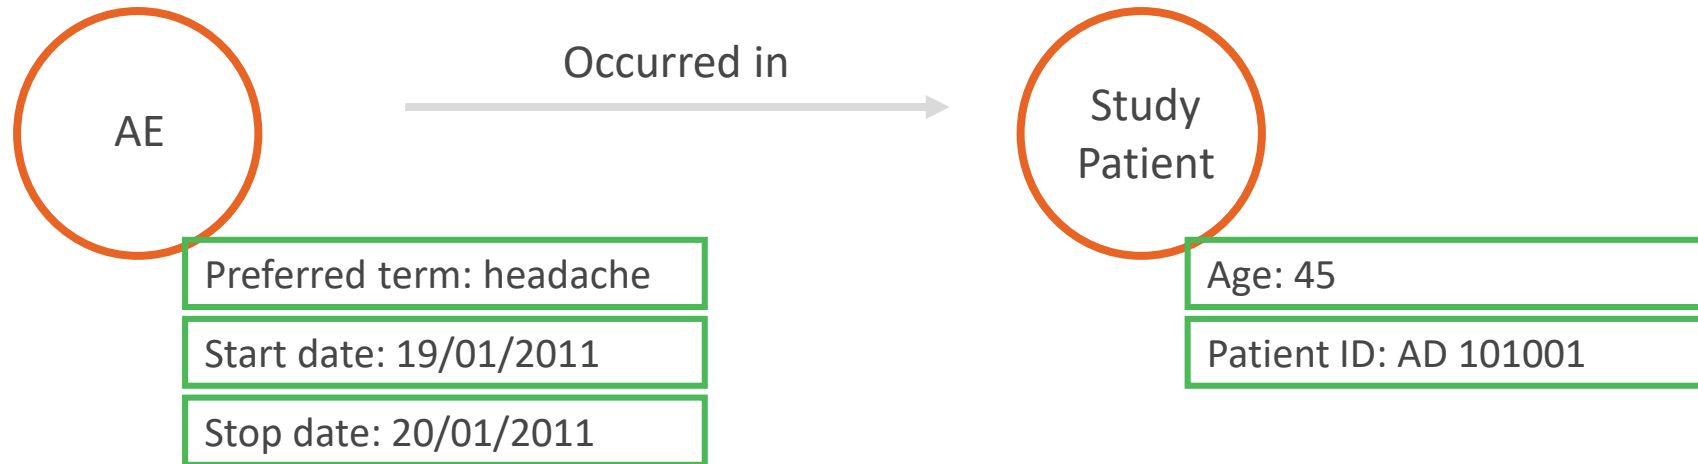 AE
Occurred in
Study
Patient
Preferred term: headache
Start date: 19/01/2011
Stop date: 20/01/2011
Age: 45
Patient ID: AD 101001